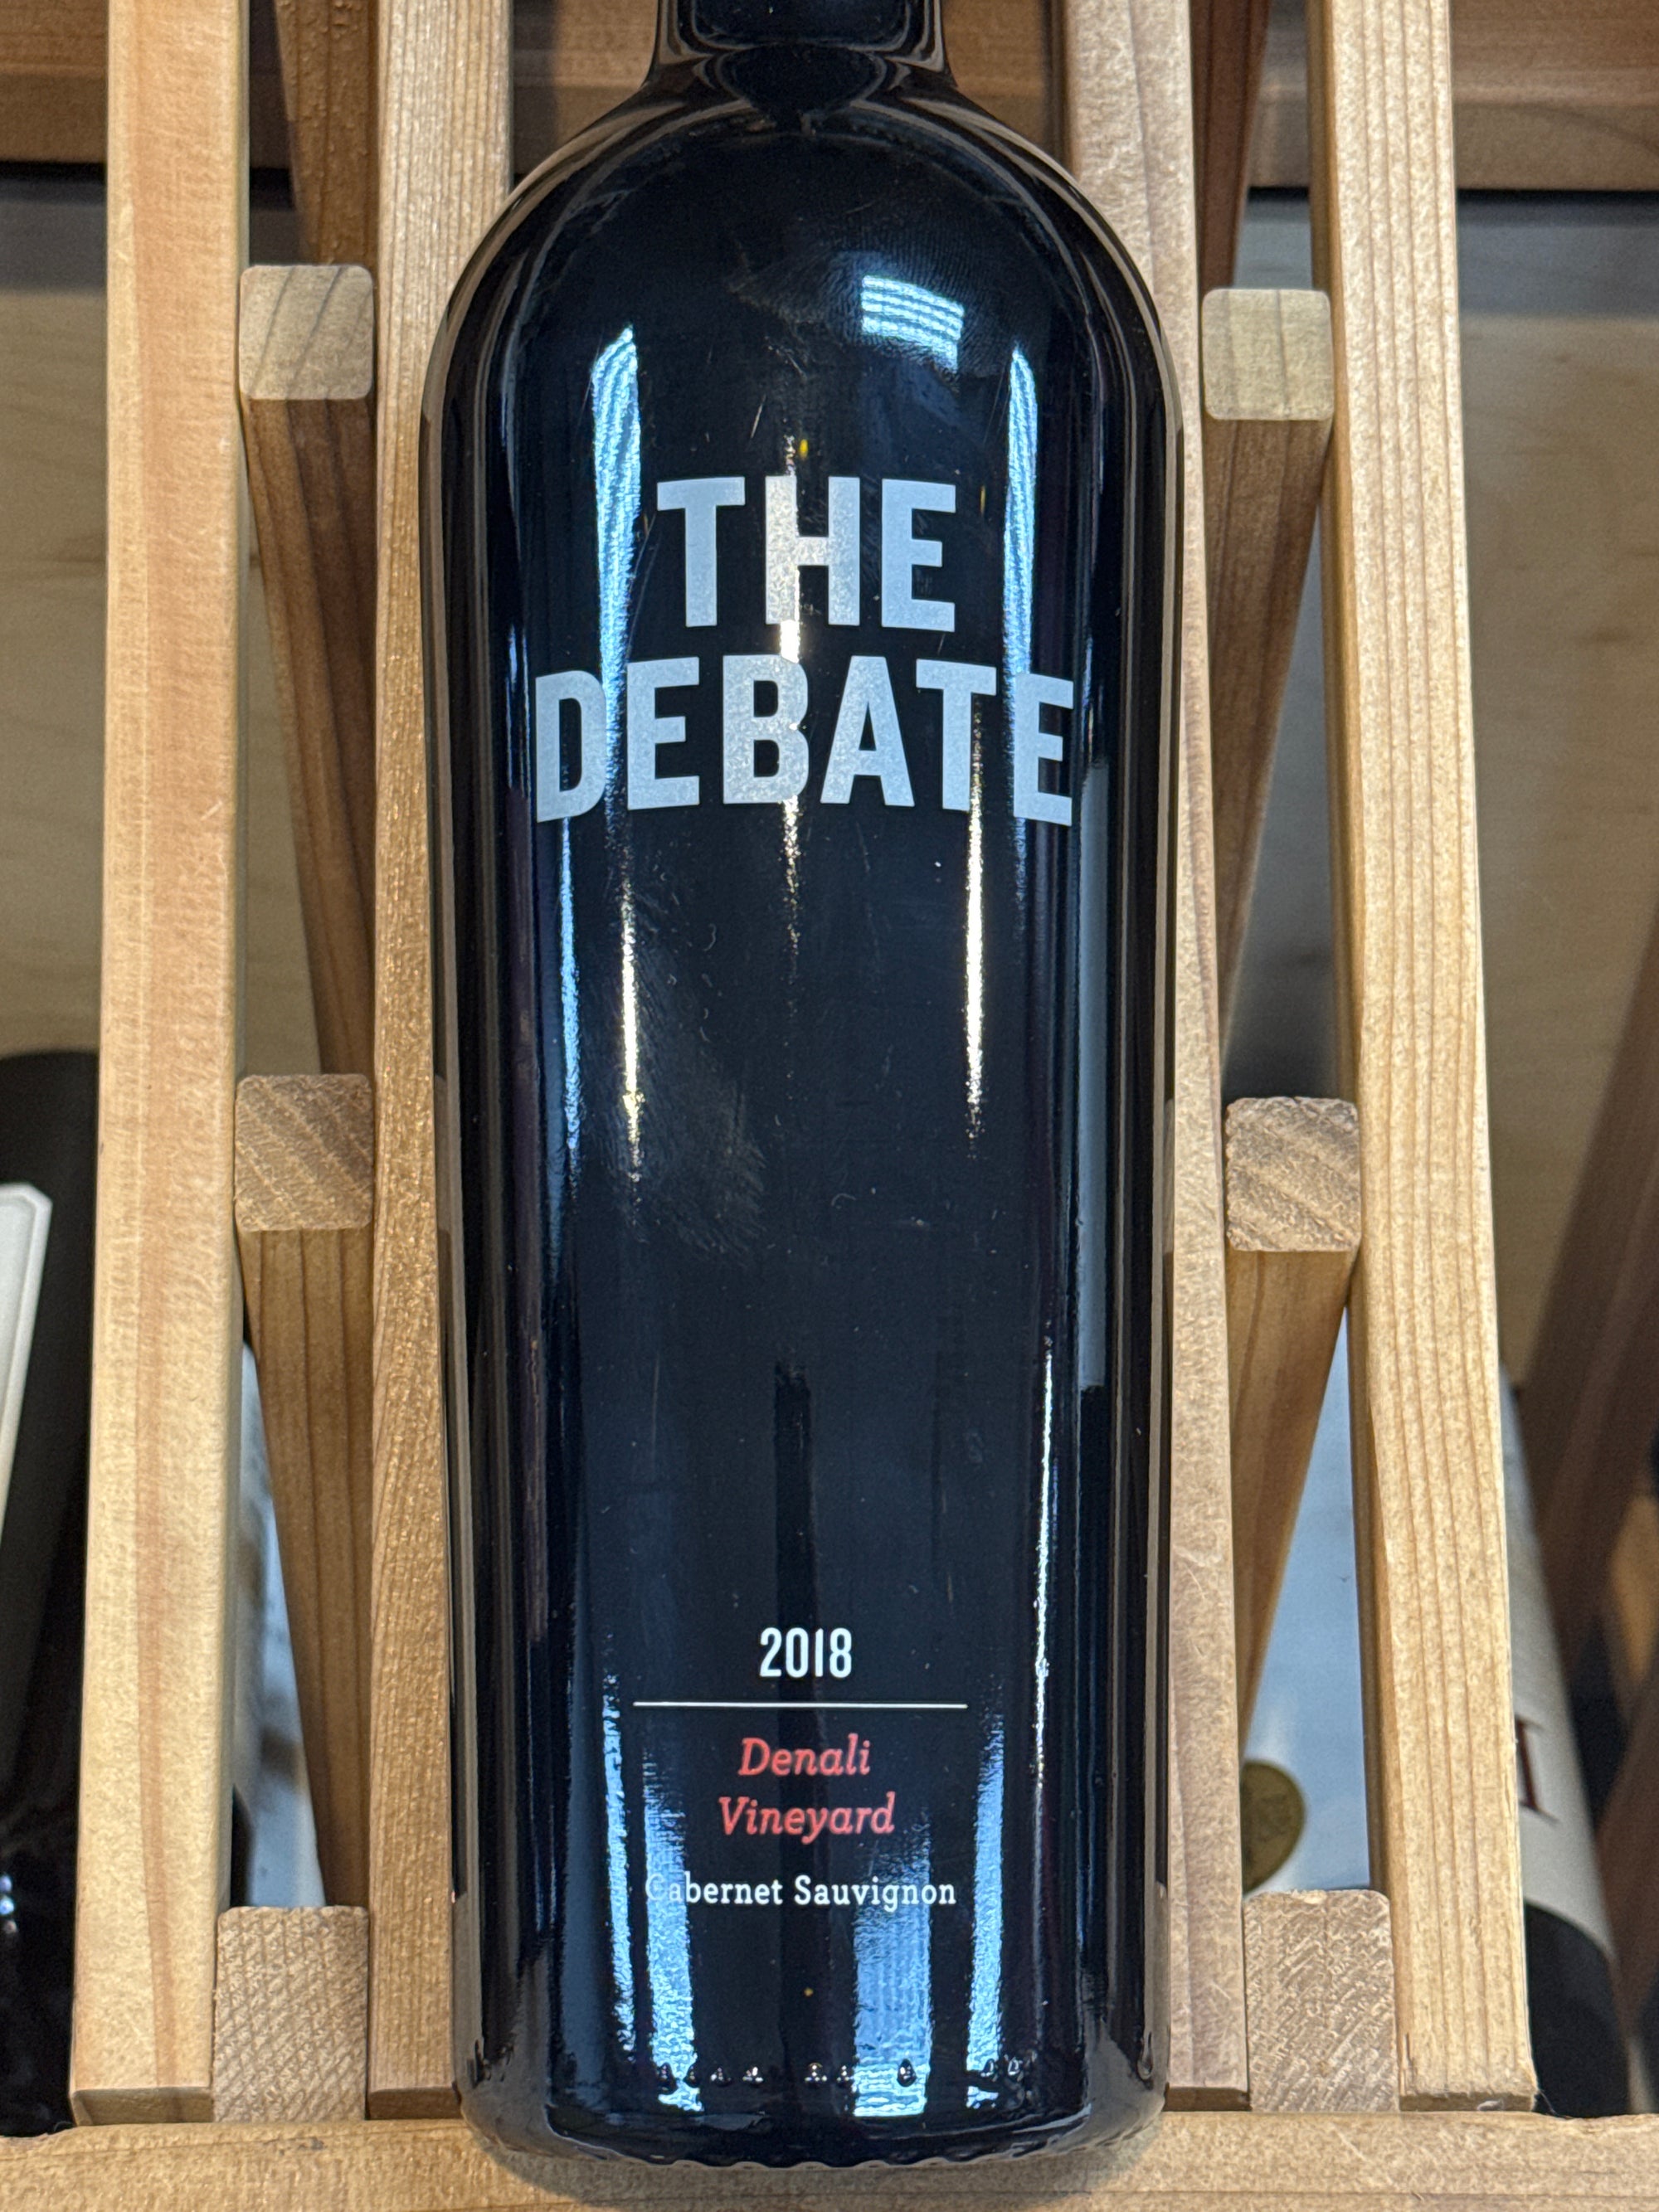 THE
DEBATE
2018
Denali
Vineyard
Cabernet Sauvignon